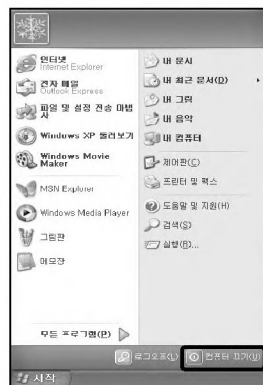 인터넷
Internet Explorer
전자 메일
Outlook Express
파일 및 설정 전송 마법사
Windows XP 둘러보기
Windows Movie
Maker
MSN Explorer
Windows Media Player
그림판
메모장
모든 프로그램(P)
내 문서
내 최근 문서(D)
내 그림
내 음악
내 컴퓨터
제어판(C)
프린터 및 팩스
도움말 및 지원(H)
검색(S)
실행(R)...
로그오프(L)
컴퓨터 끄기(U)
시작